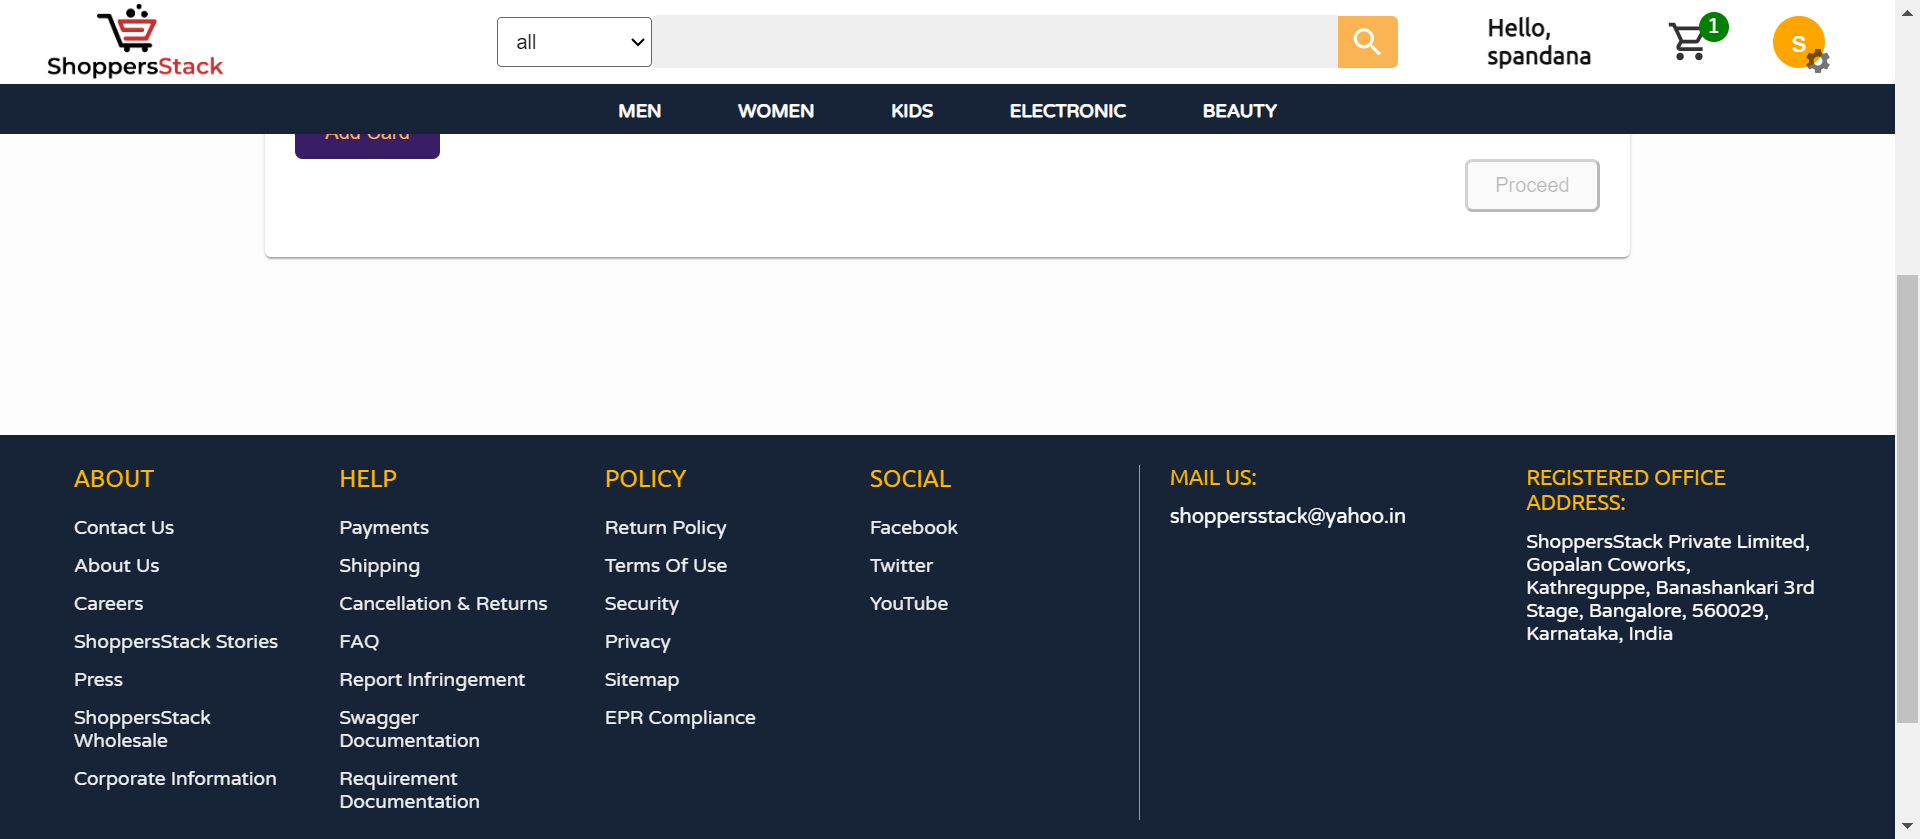 ShoppersStack
all
Hello,
spandana
1
S
MEN WOMEN KIDS ELECTRONIC BEAUTY
Add Card
Proceed
ABOUT
Contact Us
About Us
Careers
ShoppersStack Stories
Press
ShoppersStack
Wholesale
Corporate Information
HELP
Payments
Shipping
Cancellation & Returns
FAQ
Report Infringement
Swagger
Documentation
Requirement
Documentation
POLICY
Return Policy
Terms Of Use
Security
Privacy
Sitemap
EPR Compliance
SOCIAL
Facebook
Twitter
YouTube
MAIL US:
shoppersstack@yahoo.in
REGISTERED OFFICE
ADDRESS:
ShoppersStack Private Limited,
Gopalan Coworks,
Kathreguppe, Banashankari 3rd
Stage, Bangalore, 560029,
Karnataka, India